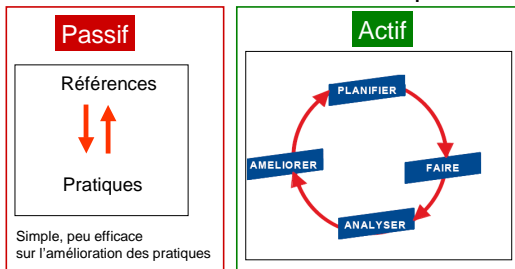 Passif
Références
Pratiques
Simple, peu efficace
sur l'amélioration des pratiques
Actif
PLANIFIER
FAIRE
ANALYSER
AMELIORER